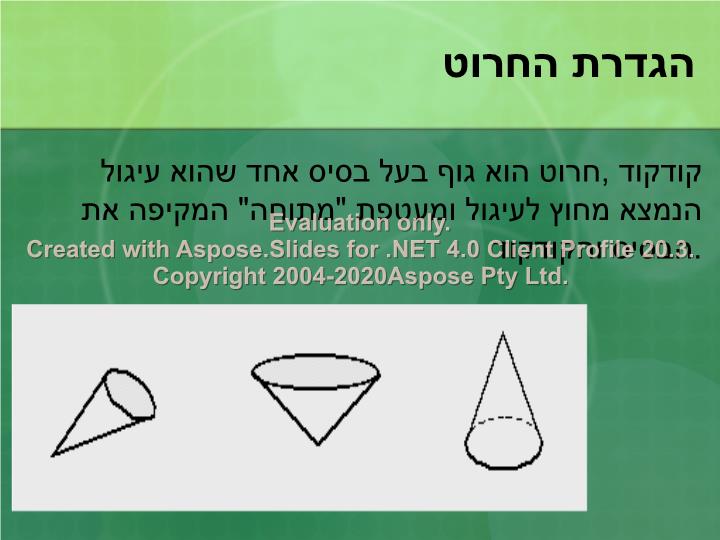 הגדרת החרוט
קודקוד ,חרוט הוא גוף בעל בסיס אחד שהוא עיגול
הנמצא מחוץ לעיגול ומעטפת "מתוחה" המקיפה את
Evaluation only.
Created with Aspose.Slides for .NET 4.0 Client Profile 20.3.
Copyright 2004-2020Aspose Pty Ltd.